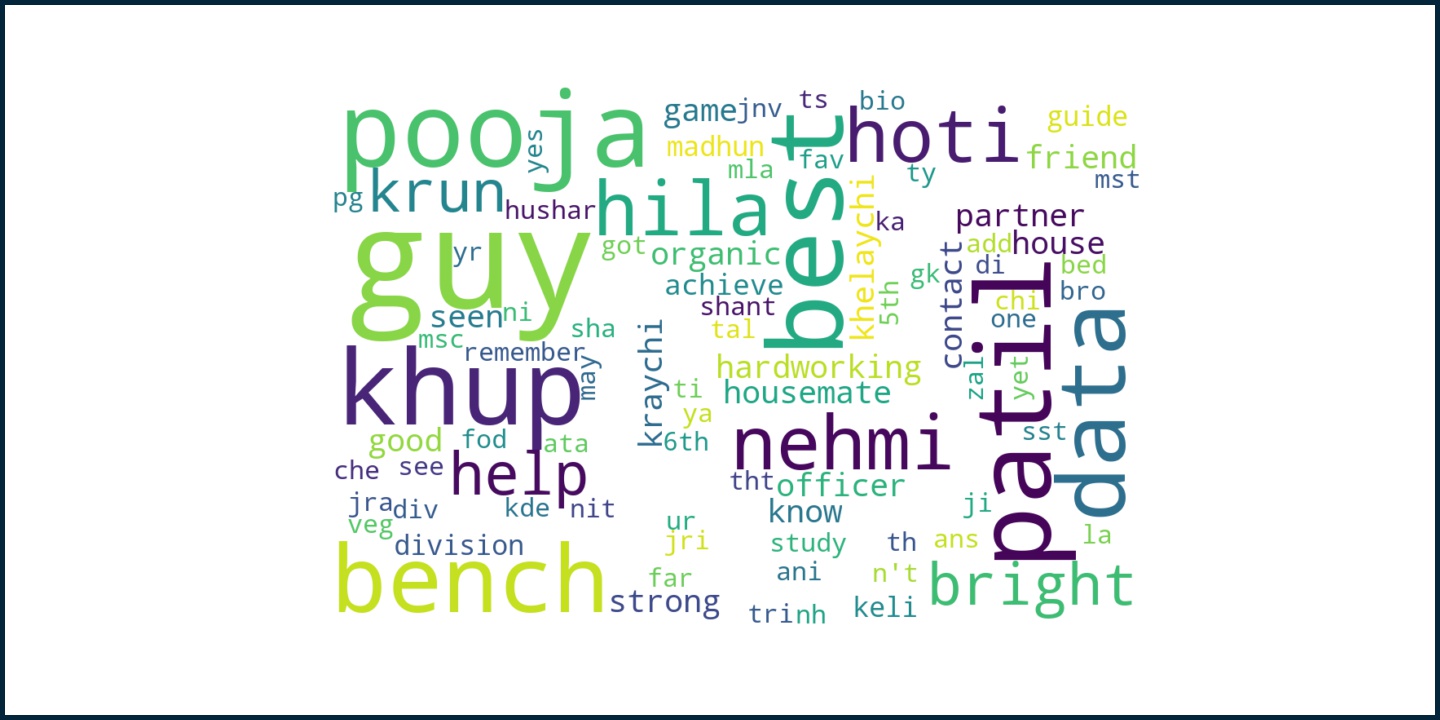 pooja
yes
game
jnv
ts
bio
best
hoti
guide
madhun
mla
fav
ty
friend
mst
pg
krun
hushar
hila
khelaychi
ka
partner
guy
yr
got
organic
contact
add
house
achieve
gk
di
bed
seen
ni
shant
5th
patil
chi
bro
msc
sha
tal
one
data
remember
may
kraychi
hardworking
zal
yet
khup
ti
housemate
good
fod
ata
ya
6th
nehmi
sst
che
see
help
tht
officer
jra
div
kde
nit
know
ji
veg
ur
division
jri
study
th
ans
la
bench
far
ani
n't
bright
strong
tri
nh
keli